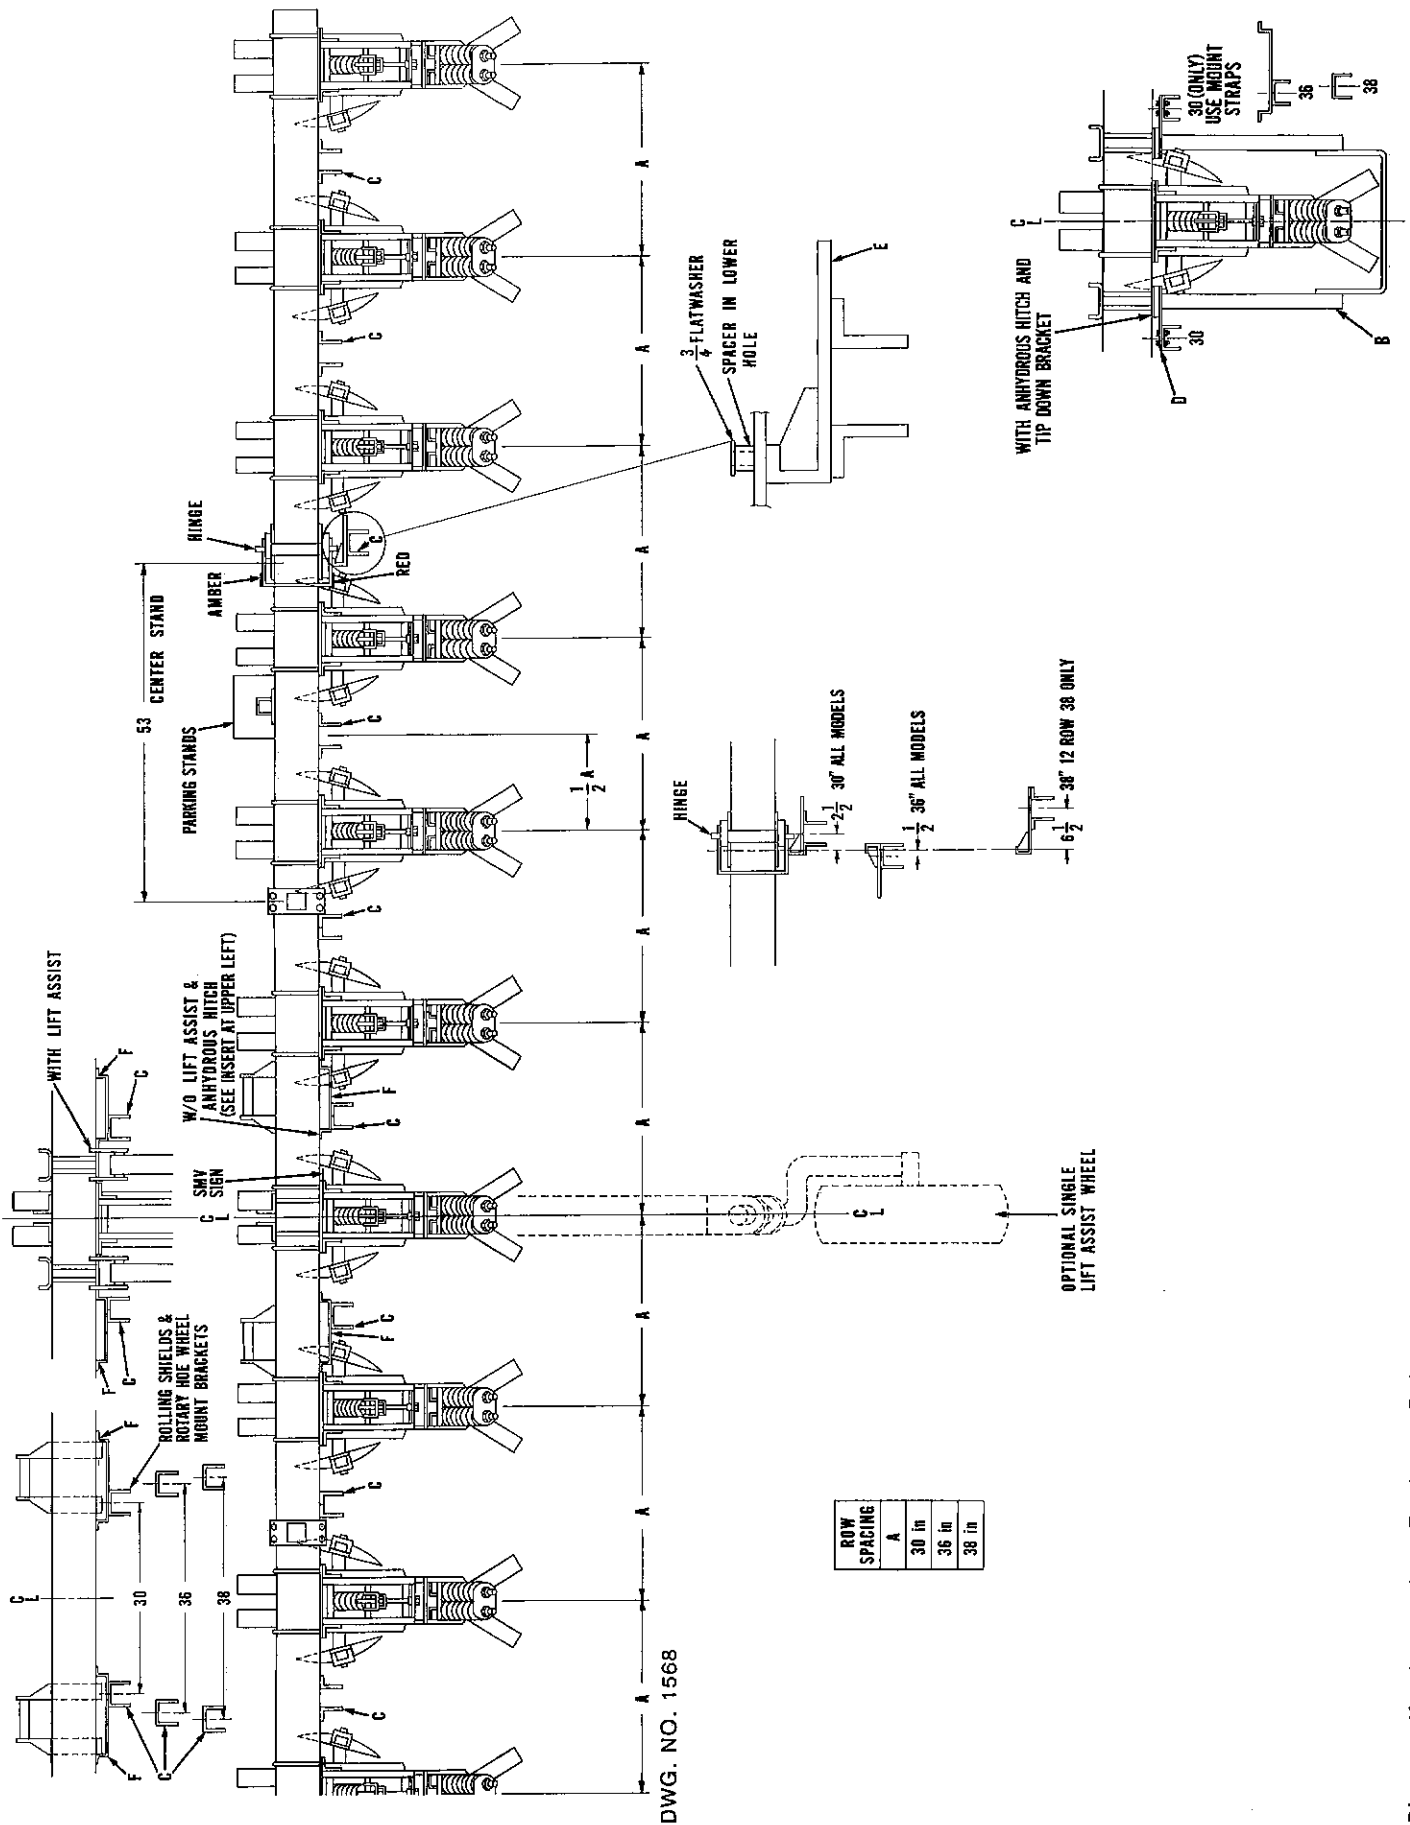 WITH LIFT ASSIST
F
C
F
C
ROLLING SHIELDS &
ROTARY HOE WHEEL
MOUNT BRACKETS
F
F
C
C
L
30
36
38
SMV
SIGN
C
L
W/O LIFT ASSIST &
ANHYDROUS HITCH
(SEE INSERT AT UPPER LEFT)
53
CENTER STAND
PARKING STANDS
AMBER
HINGE
RED
C
C
C
F
C
F
C
C
C
C
C
C
1/2 A
A
A
A
A
A
A
A
A
A
DWG. NO. 1568
3/4 FLATWASHER
SPACER IN LOWER
HOLE
E
HINGE
2 1/2 30" ALL MODELS
1/2 36" ALL MODELS
6 1/2 38" 12 ROW 38 ONLY
OPTIONAL SINGLE
LIFT ASSIST WHEEL
C
L
ROW
SPACING
A
30 in
36 in
38 in
WITH ANHYDROUS HITCH AND
TIP DOWN BRACKET
C
L
30 (ONLY)
USE MOUNT
STRAPS
36
38
30
D
B